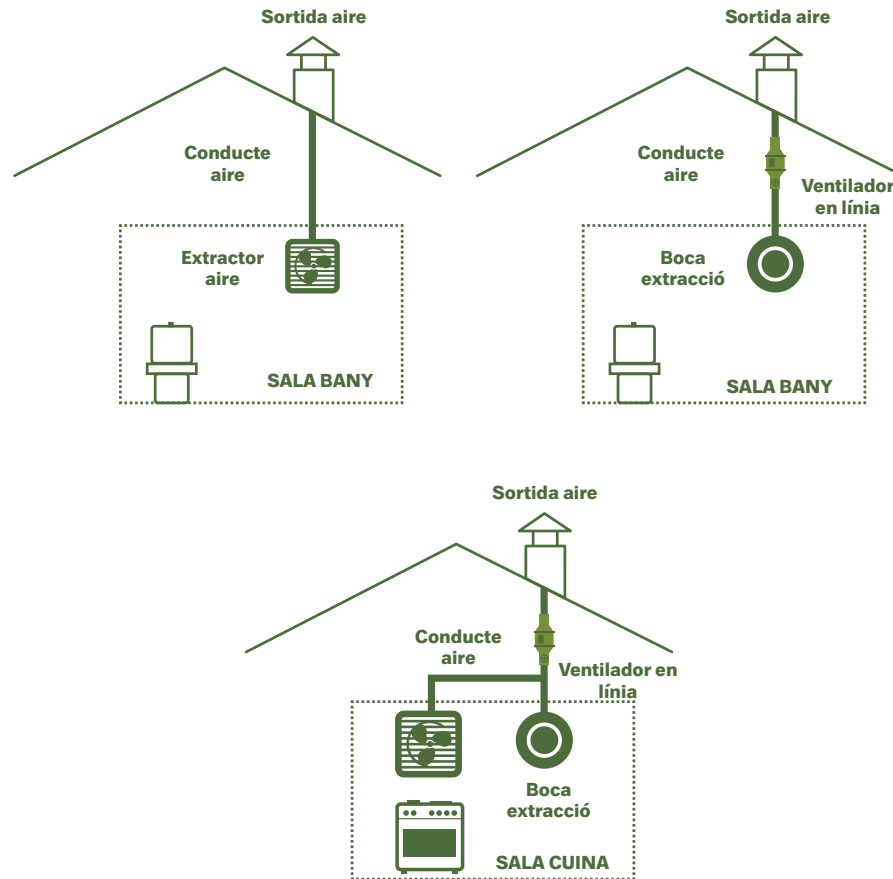 Sortida aire
Conducte
aire
Extractor
aire
SALA BANY
Sortida aire
Conducte
aire
Ventilador
en línia
Boca
extracció
SALA BANY
Sortida aire
Conducte
aire
Ventilador en
línia
Boca
extracció
SALA CUINA